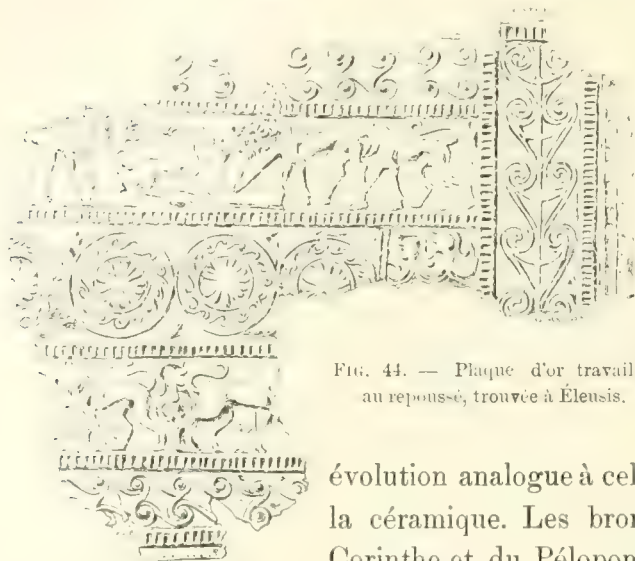 FIG. 44. — Plaque d'or travail
au repoussé, trouvée à Éleusis.
évolution analogue à cel
la céramique. Les bron
Corinthe et du Pélopon